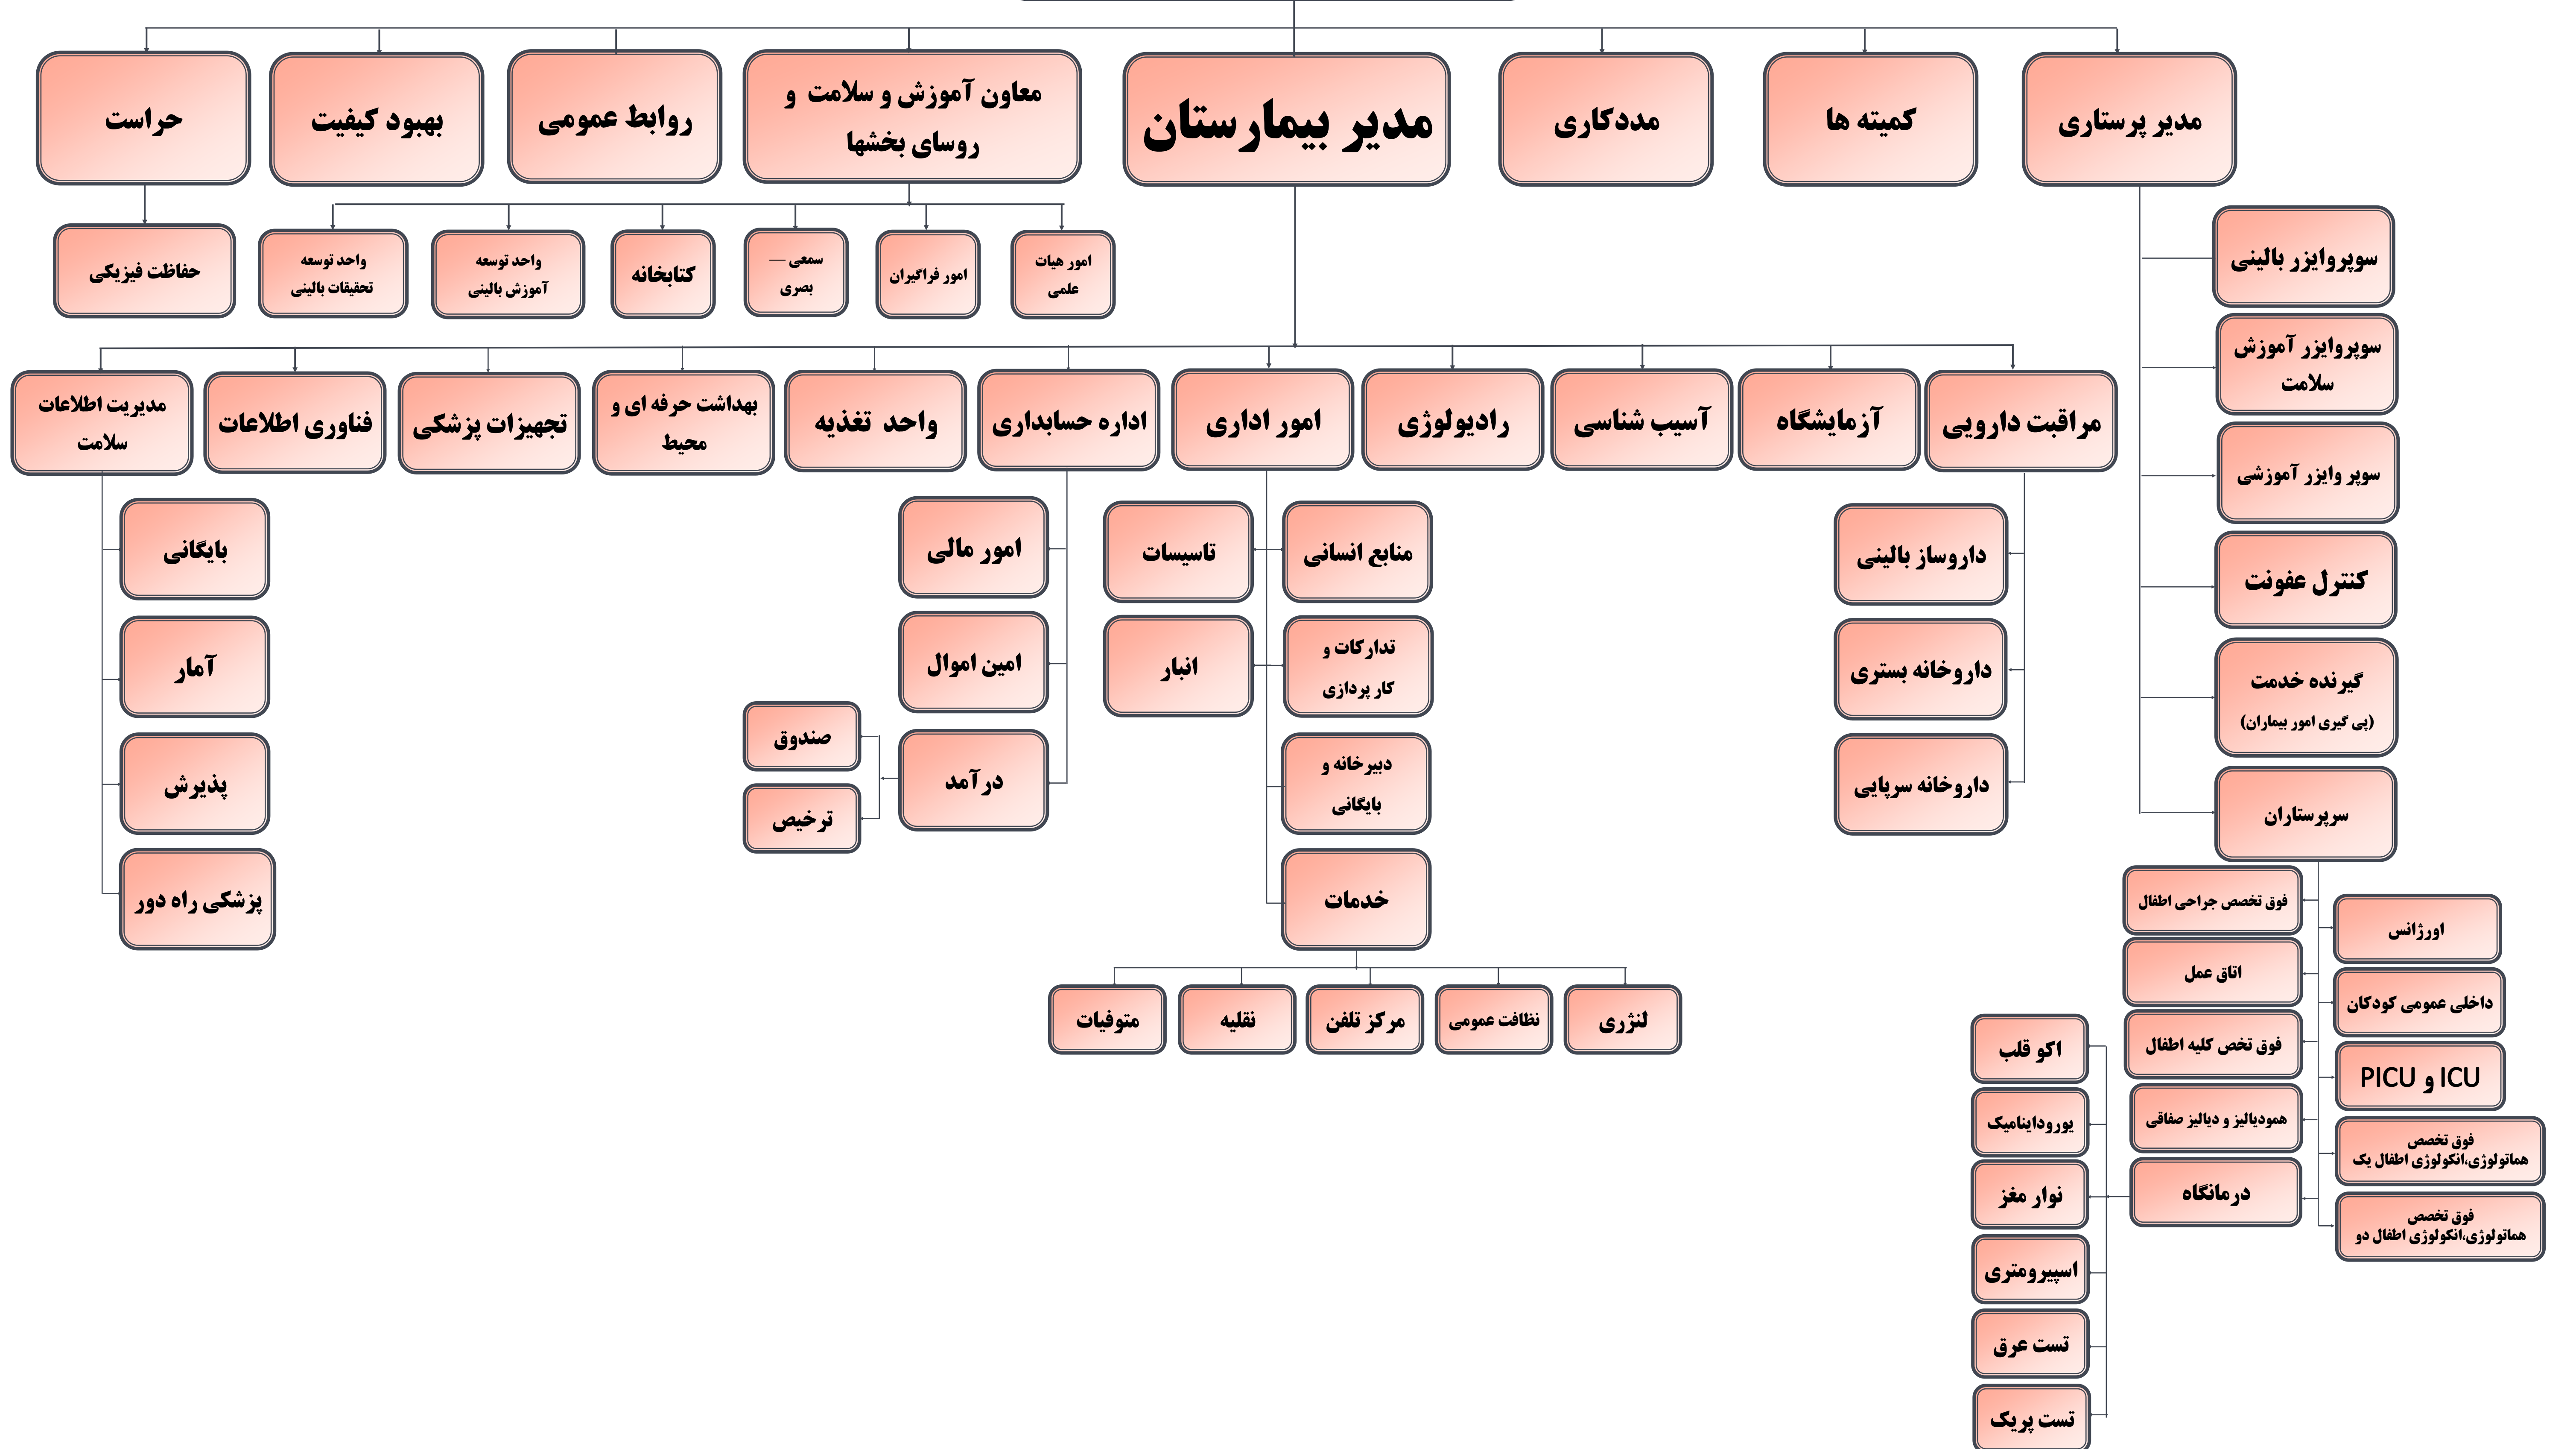 مدیر پرستاری
کمیته ها
مددکاری
مدیر بیمارستان
معاون آموزش و سلامت و
روسای بخشها
روابط عمومی
بهبود کیفیت
حراست
سوپروایزر بالینی
سوپروایزر آموزش
سلامت
سوپر وایزر آموزشی
کنترل عفونت
گیرنده خدمت
(پی گیری امور بیماران)
سرپرستاران
امور هیات
علمی
امور فراگیران
سمعی —
بصری
کتابخانه
واحد توسعه
آموزش بالینی
واحد توسعه
تحقیقات بالینی
حفاظت فیزیکی
مراقبت دارویی
آزمایشگاه
آسیب شناسی
رادیولوژی
امور اداری
اداره حسابداری
واحد تغذیه
بهداشت حرفه ای و
محیط
تجهیزات پزشکی
فناوری اطلاعات
مدیریت اطلاعات
سلامت
داروساز بالینی
داروخانه بستری
داروخانه سرپایی
منابع انسانی
تاسیسات
تدارکات و
کار پردازی
انبار
دبیرخانه و
بایگانی
خدمات
لنژری
نظافت عمومی
مرکز تلفن
نقلیه
متوفیات
امور مالی
امین اموال
درآمد
صندوق
ترخیص
بایگانی
آمار
پذیرش
پزشکی راه دور
اورژانس
داخلی عمومی کودکان
ICU و PICU
فوق تخصص
هماتولوژی،انکولوژی اطفال یک
فوق تخصص
هماتولوژی،انکولوژی اطفال دو
فوق تخصص جراحی اطفال
اتاق عمل
فوق تخص کلیه اطفال
همودیالیز و دیالیز صفاقی
درمانگاه
اکو قلب
یوروداینامیک
نوار مغز
اسپیرومتری
تست عرق
تست پریک